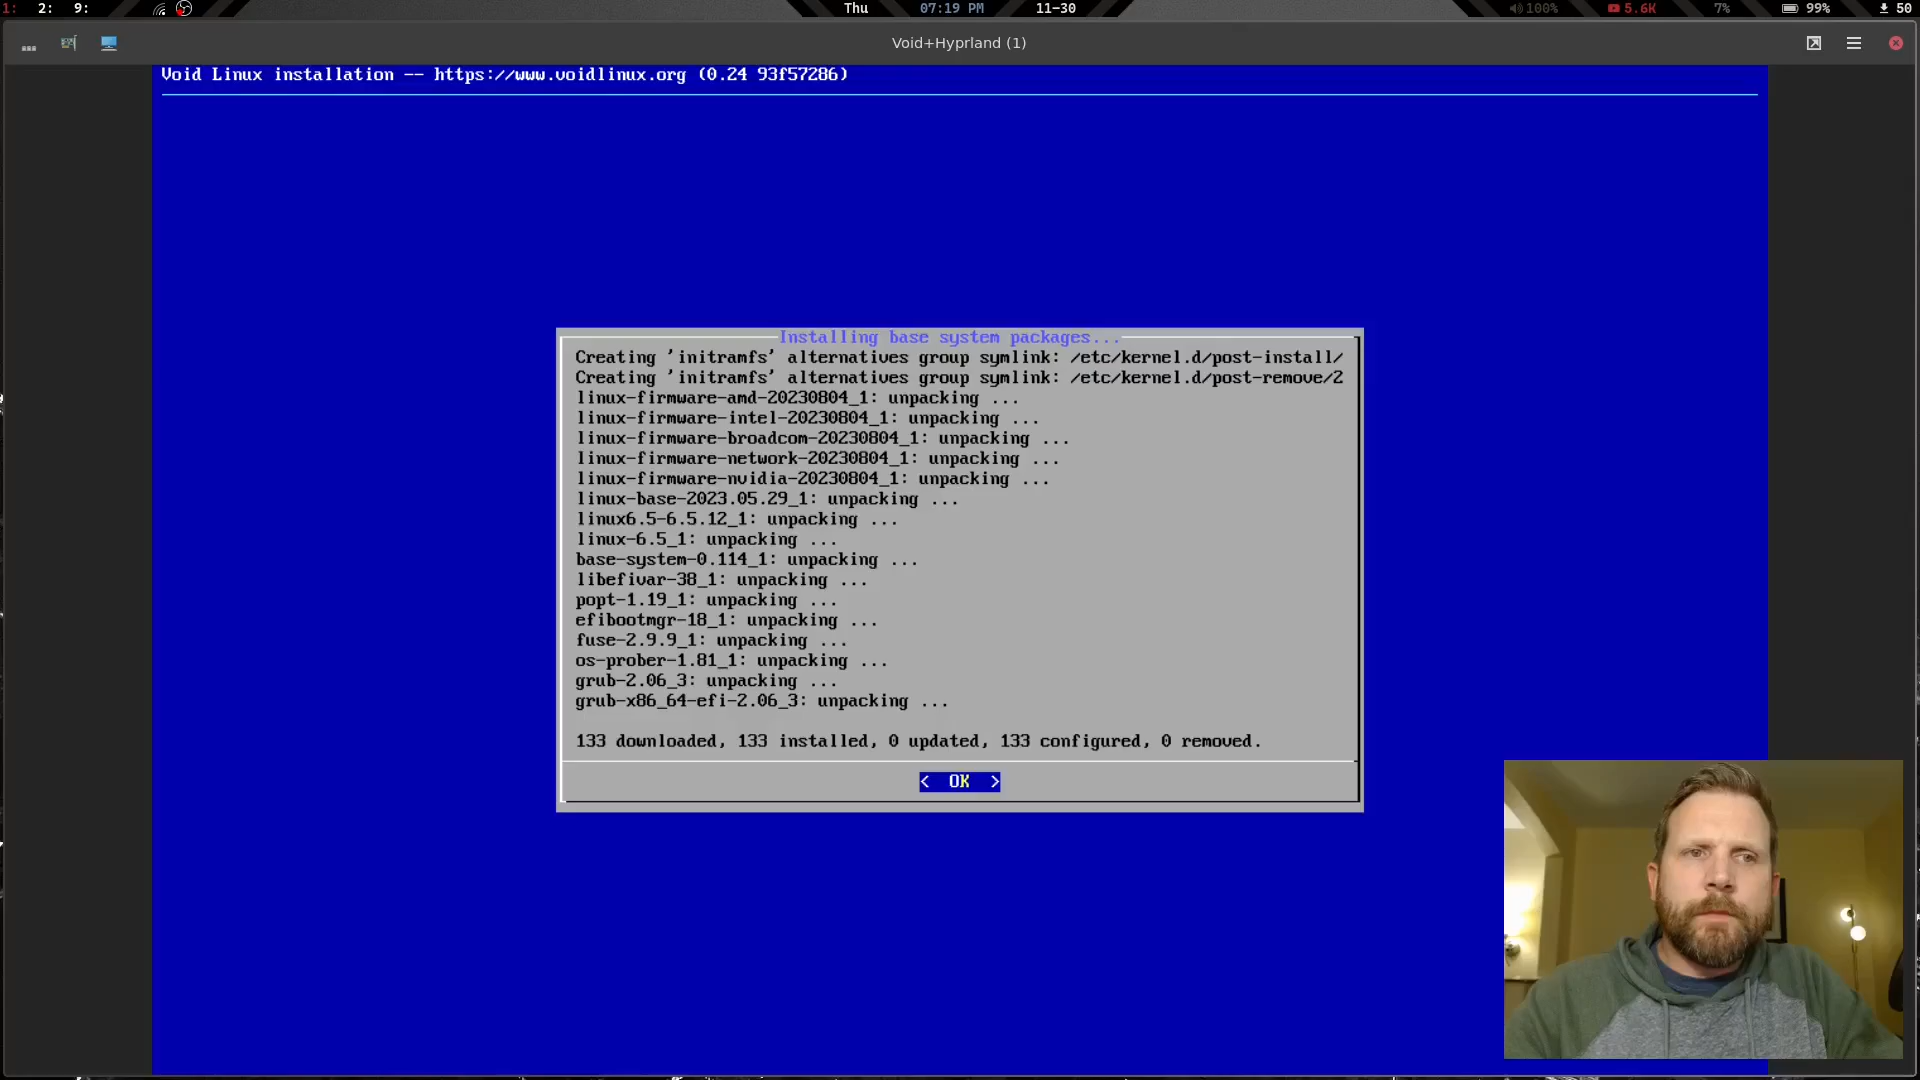 1: 2: 9: Thu 07:19 PM 11-30 100% 5.6K 7% 99% 50
Void+Hyprland (1)
Void Linux installation -- https://www.voidlinux.org (0.24 93f57286)
Installing base system packages...
Creating 'initramfs' alternatives group symlink: /etc/kernel.d/post-install/
Creating 'initramfs' alternatives group symlink: /etc/kernel.d/post-remove/2
linux-firmware-amd-20230804_1: unpacking ...
linux-firmware-intel-20230804_1: unpacking ...
linux-firmware-broadcom-20230804_1: unpacking ...
linux-firmware-network-20230804_1: unpacking ...
linux-firmware-nvidia-20230804_1: unpacking ...
linux-base-2023.05.29_1: unpacking ...
linux6.5-6.5.12_1: unpacking ...
linux-6.5_1: unpacking ...
base-system-0.114_1: unpacking ...
libefivar-38_1: unpacking ...
popt-1.19_1: unpacking ...
efibootmgr-18_1: unpacking ...
fuse-2.9.9_1: unpacking ...
os-prober-1.81_1: unpacking ...
grub-2.06_3: unpacking ...
grub-x86_64-efi-2.06_3: unpacking ...
133 downloaded, 133 installed, 0 updated, 133 configured, 0 removed.
< OK >